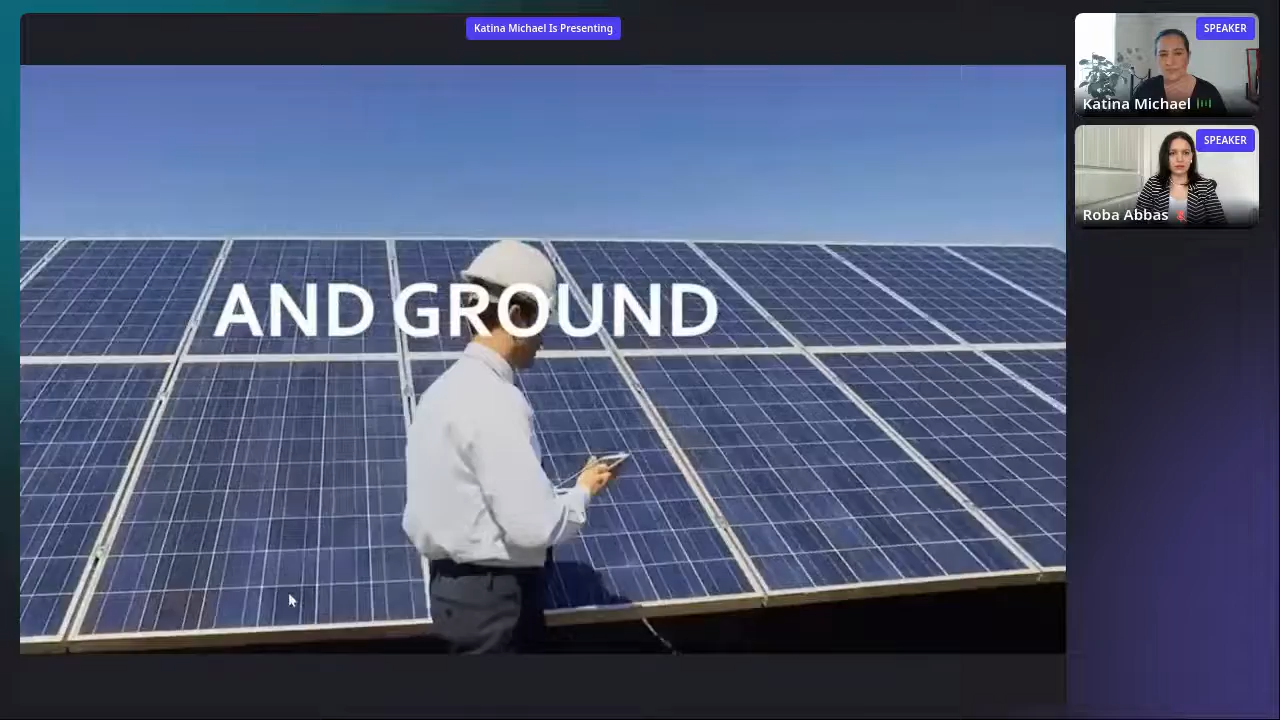 Katina Michael Is Presenting
SPEAKER
Katina Michael
SPEAKER
Roba Abbas
AND GROUND